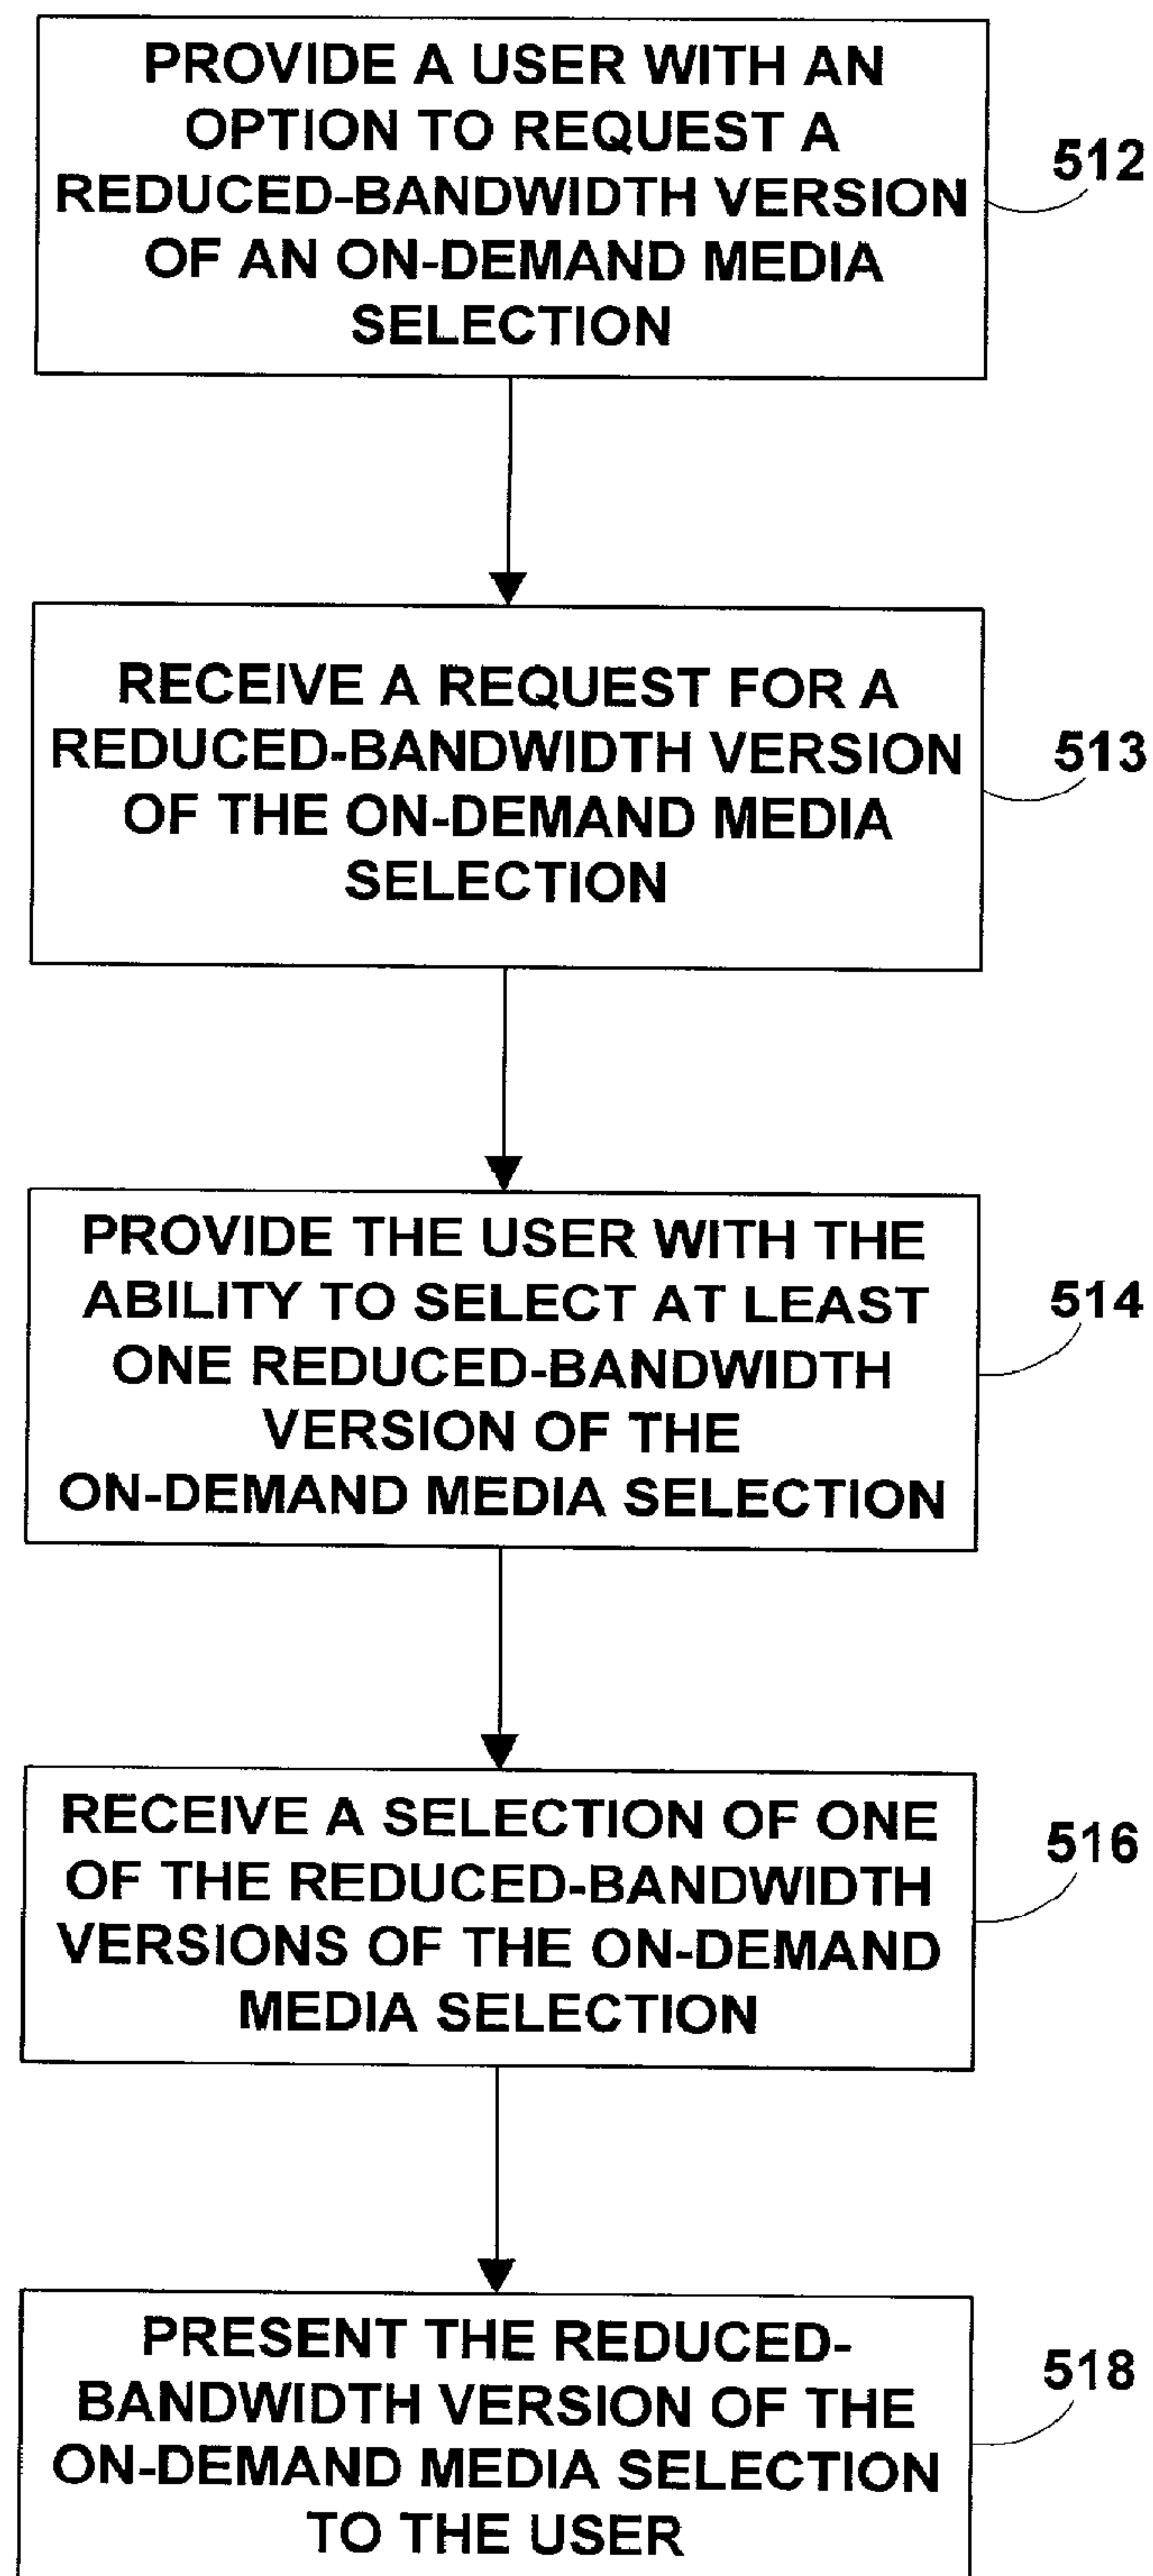 PROVIDE A USER WITH AN
OPTION TO REQUEST A
REDUCED-BANDWIDTH VERSION
OF AN ON-DEMAND MEDIA
SELECTION
512
RECEIVE A REQUEST FOR A
REDUCED-BANDWIDTH VERSION
OF THE ON-DEMAND MEDIA
SELECTION
513
PROVIDE THE USER WITH THE
ABILITY TO SELECT AT LEAST
ONE REDUCED-BANDWIDTH
VERSION OF THE
ON-DEMAND MEDIA SELECTION
514
RECEIVE A SELECTION OF ONE
OF THE REDUCED-BANDWIDTH
VERSIONS OF THE ON-DEMAND
MEDIA SELECTION
516
PRESENT THE REDUCED-
BANDWIDTH VERSION OF THE
ON-DEMAND MEDIA SELECTION
TO THE USER
518